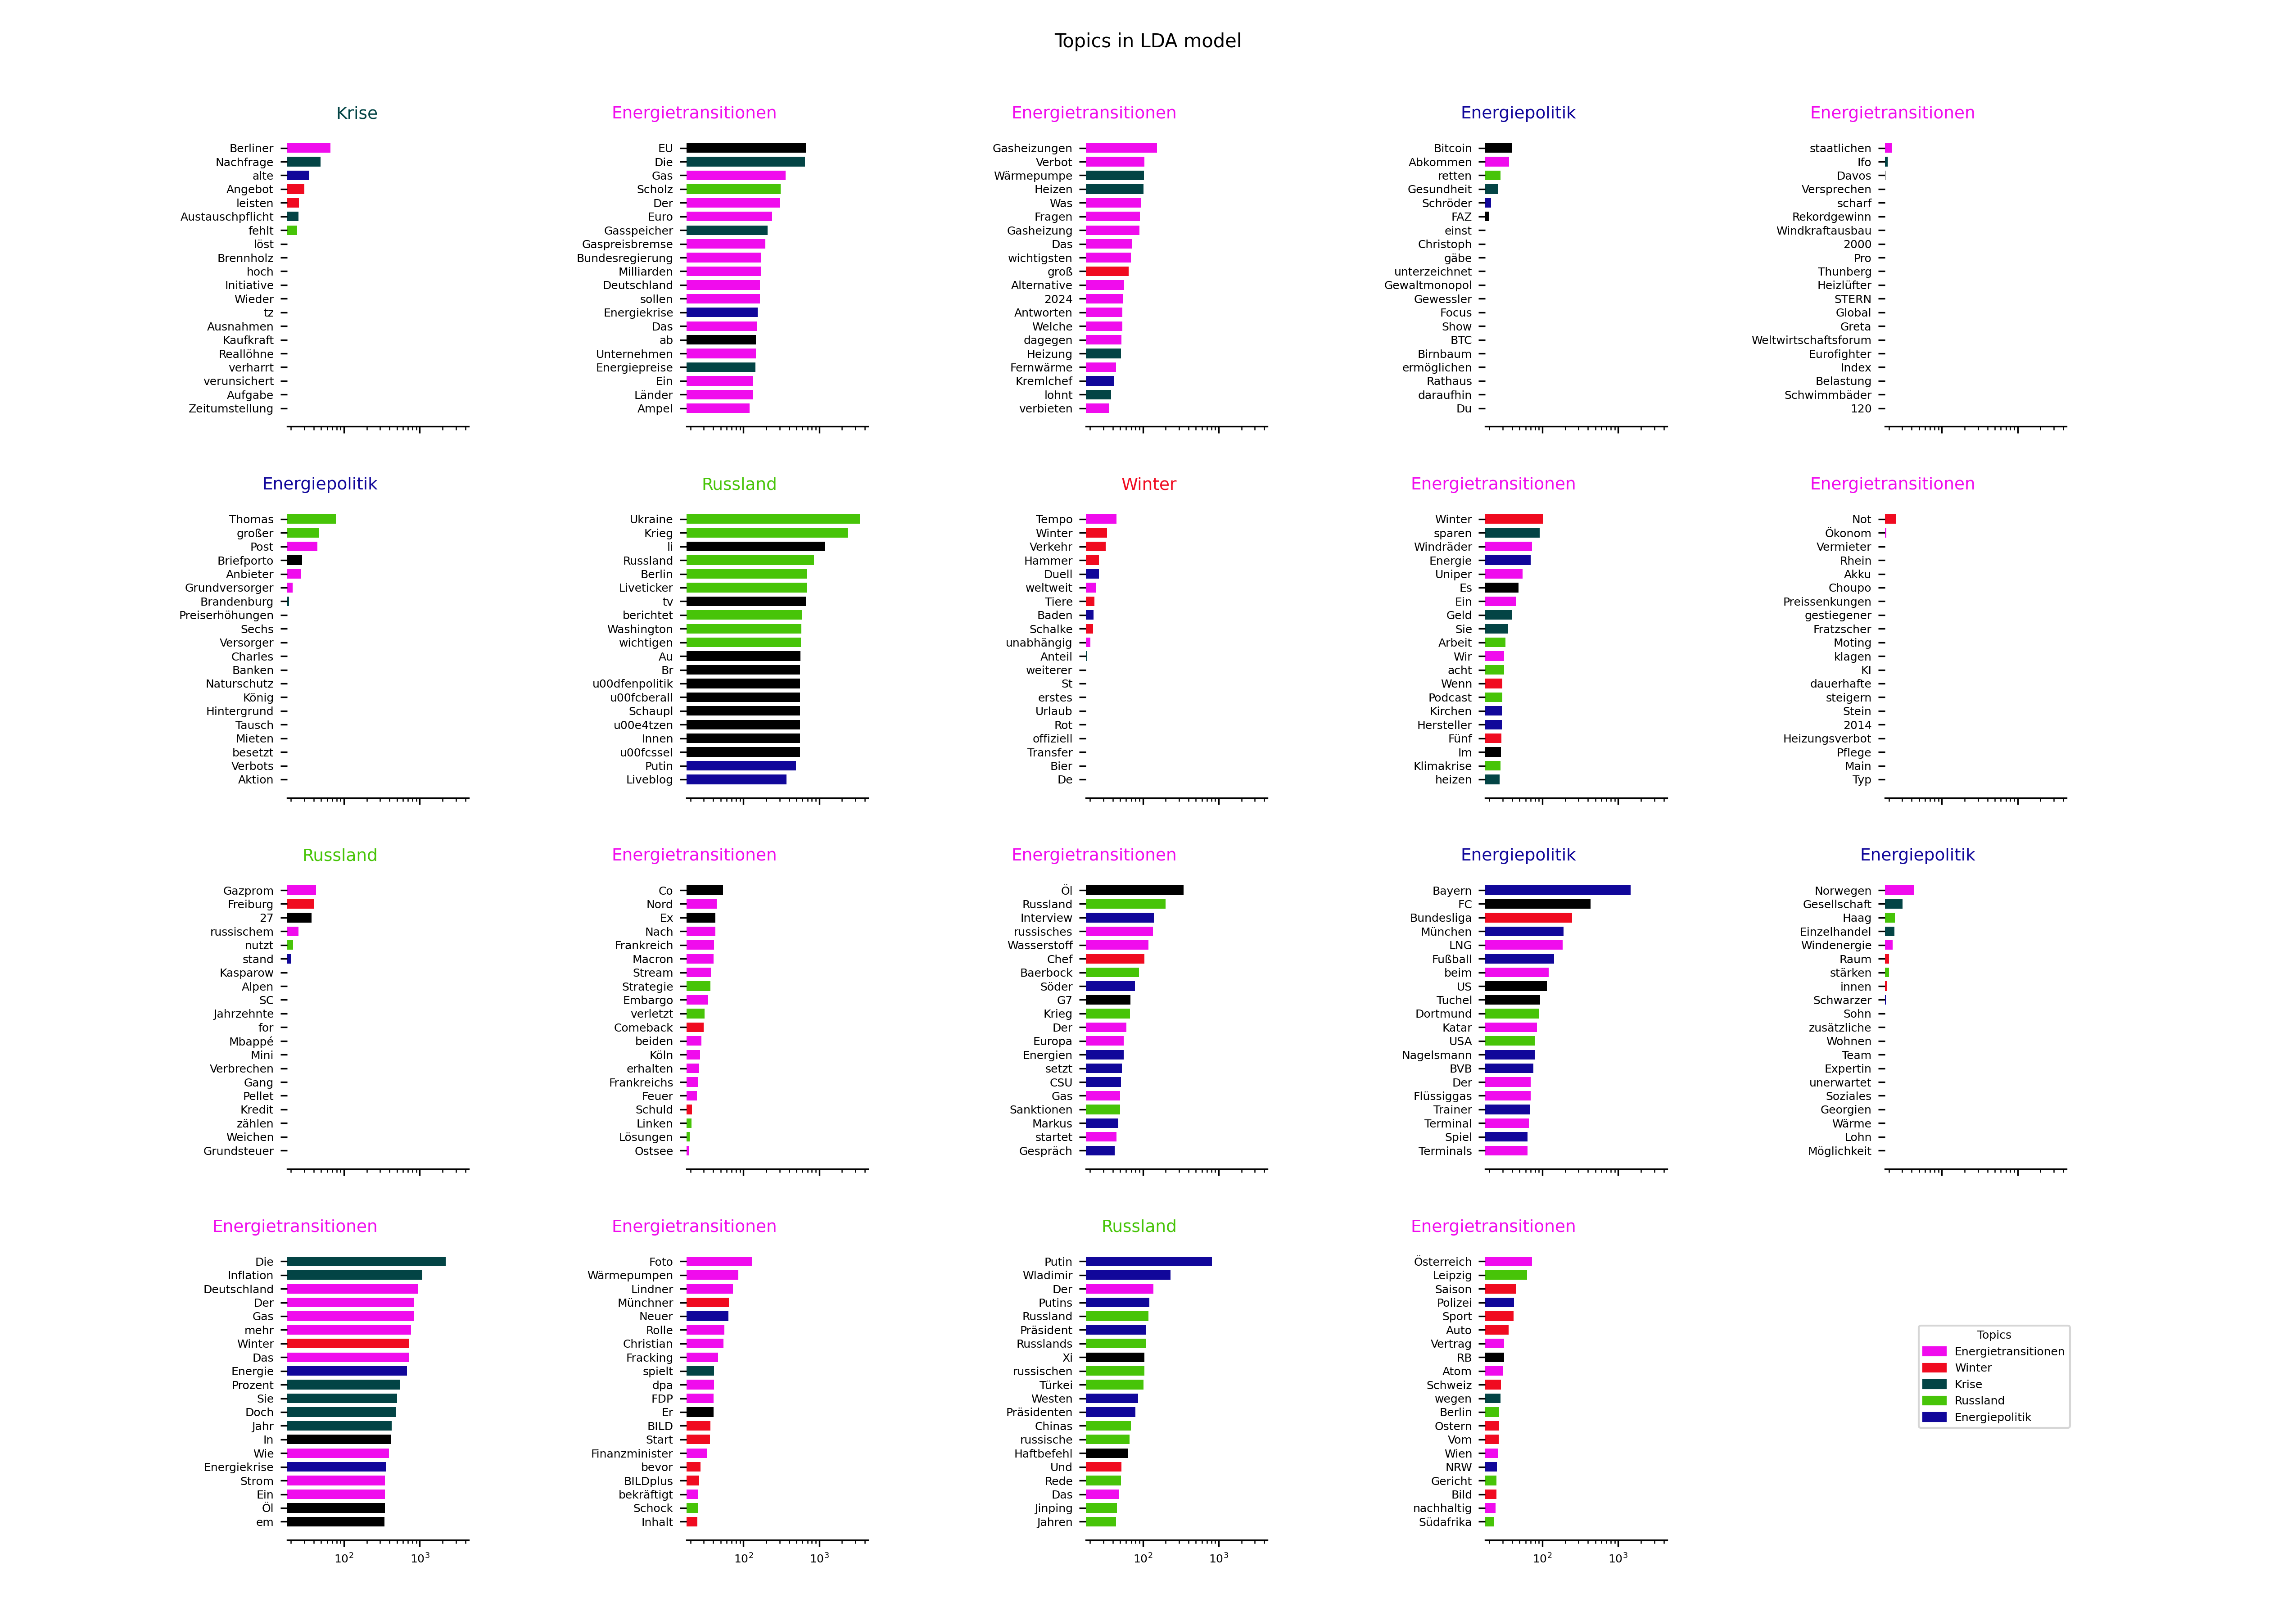 Topics in LDA model
Krise
Berliner
Nachfrage
alte
Angebot
leisten
Austauschpflicht
fehlt
löst
Brennholz
hoch
Initiative
Wieder
tz
Ausnahmen
Kaufkraft
Reallöhne
verharrt
verunsichert
Aufgabe
Zeitumstellung
Energietransitionen
EU
Die
Gas
Scholz
Der
Euro
Gasspeicher
Gaspreisbremse
Bundesregierung
Milliarden
Deutschland
sollen
Energiekrise
Das
ab
Unternehmen
Energiepreise
Ein
Länder
Ampel
Energietransitionen
Gasheizungen
Verbot
Wärmepumpe
Heizen
Was
Fragen
Gasheizung
Das
wichtigsten
groß
Alternative
2024
Antworten
Welche
dagegen
Heizung
Fernwärme
Kremlchef
lohnt
verbieten
Energiepolitik
Bitcoin
Abkommen
retten
Gesundheit
Schröder
FAZ
einst
Christoph
gäbe
unterzeichnet
Gewaltmonopol
Gewessler
Focus
Show
BTC
Birnbaum
ermöglichen
Rathaus
daraufhin
Du
Energietransitionen
staatlichen
Ifo
Davos
Versprechen
scharf
Rekordgewinn
Windkraftausbau
2000
Pro
Thunberg
Heizlüfter
STERN
Global
Greta
Weltwirtschaftsforum
Eurofighter
Index
Belastung
Schwimmbäder
120
Energiepolitik
Thomas
großer
Post
Briefporto
Anbieter
Grundversorger
Brandenburg
Preiserhöhungen
Sechs
Versorger
Charles
Banken
Naturschutz
König
Hintergrund
Tausch
Mieten
besetzt
Verbots
Aktion
Russland
Ukraine
Krieg
li
Russland
Berlin
Liveticker
tv
berichtet
Washington
wichtigen
Au
Br
u00dfenpolitik
u00fcberall
Schaupl
u00e4tzen
Innen
u00fcssel
Putin
Liveblog
Winter
Tempo
Winter
Verkehr
Hammer
Duell
weltweit
Tiere
Baden
Schalke
unabhängig
Anteil
weiterer
St
erstes
Urlaub
Rot
offiziell
Transfer
Bier
De
Energietransitionen
Winter
sparen
Windräder
Energie
Uniper
Es
Ein
Geld
Sie
Arbeit
Wir
acht
Wenn
Podcast
Kirchen
Hersteller
Fünf
Im
Klimakrise
heizen
Energietransitionen
Not
Ökonom
Vermieter
Rhein
Akku
Choupo
Preissenkungen
gestiegener
Fratzscher
Moting
klagen
KI
dauerhafte
steigern
Stein
2014
Heizungsverbot
Pflege
Main
Typ
Russland
Gazprom
Freiburg
27
russischem
nutzt
stand
Kasparow
Alpen
SC
Jahrzehnte
for
Mbappé
Mini
Verbrechen
Gang
Pellet
Kredit
zählen
Weichen
Grundsteuer
Energietransitionen
Co
Nord
Ex
Nach
Frankreich
Macron
Stream
Strategie
Embargo
verletzt
Comeback
beiden
Köln
erhalten
Frankreichs
Feuer
Schuld
Linken
Lösungen
Ostsee
Energietransitionen
Öl
Russland
Interview
russisches
Wasserstoff
Chef
Baerbock
Söder
G7
Krieg
Der
Europa
Energien
setzt
CSU
Gas
Sanktionen
Markus
startet
Gespräch
Energiepolitik
Bayern
FC
Bundesliga
München
LNG
Fußball
beim
US
Tuchel
Dortmund
Katar
USA
Nagelsmann
BVB
Der
Flüssiggas
Trainer
Terminal
Spiel
Terminals
Energiepolitik
Norwegen
Gesellschaft
Haag
Einzelhandel
Windenergie
Raum
stärken
innen
Schwarzer
Sohn
zusätzliche
Wohnen
Team
Expertin
unerwartet
Soziales
Georgien
Wärme
Lohn
Möglichkeit
Energietransitionen
Die
Inflation
Deutschland
Der
Gas
mehr
Winter
Das
Energie
Prozent
Sie
Doch
Jahr
In
Wie
Energiekrise
Strom
Ein
Öl
em
10² 10³
Energietransitionen
Foto
Wärmepumpen
Lindner
Münchner
Neuer
Rolle
Christian
Fracking
spielt
dpa
FDP
Er
BILD
Start
Finanzminister
bevor
BILDplus
bekräftigt
Schock
Inhalt
10² 10³
Russland
Putin
Wladimir
Der
Putins
Russland
Präsident
Russlands
Xi
russischen
Türkei
Westen
Präsidenten
Chinas
russische
Haftbefehl
Und
Rede
Das
Jinping
Jahren
10² 10³
Energietransitionen
Österreich
Leipzig
Saison
Polizei
Sport
Auto
Vertrag
RB
Atom
Schweiz
wegen
Berlin
Ostern
Vom
Wien
NRW
Gericht
Bild
nachhaltig
Südafrika
10² 10³
Topics
Energietransitionen
Winter
Krise
Russland
Energiepolitik